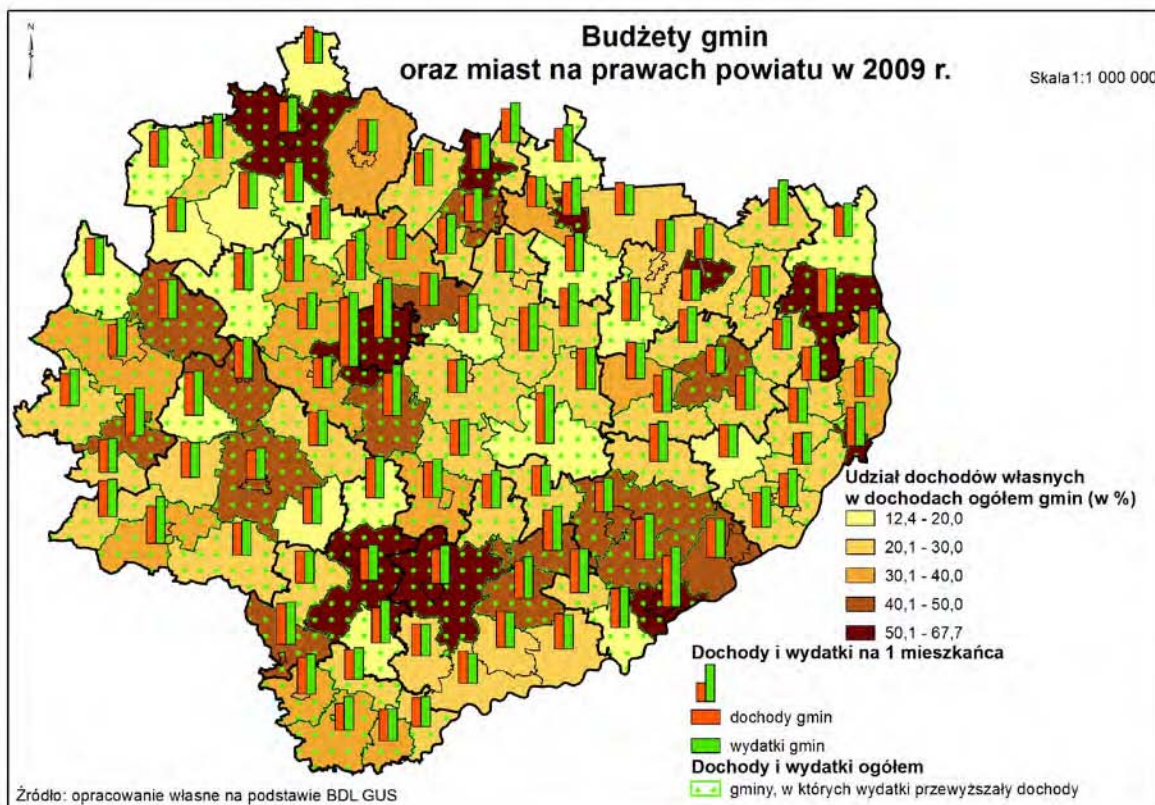 N
Budżety gmin
oraz miast na prawach powiatu w 2009 r.
Skala1:1 000 000
Udział dochodów własnych
w dochodach ogółem gmin (w %)
12,4 - 20,0
20,1 - 30,0
30,1 - 40,0
40,1 - 50,0
50,1 - 67,7
Dochody i wydatki na 1 mieszkańca
dochody gmin
wydatki gmin
Dochody i wydatki ogółem
gminy, w których wydatki przewyższały dochody
Źródło: opracowanie własne na podstawie BDL GUS